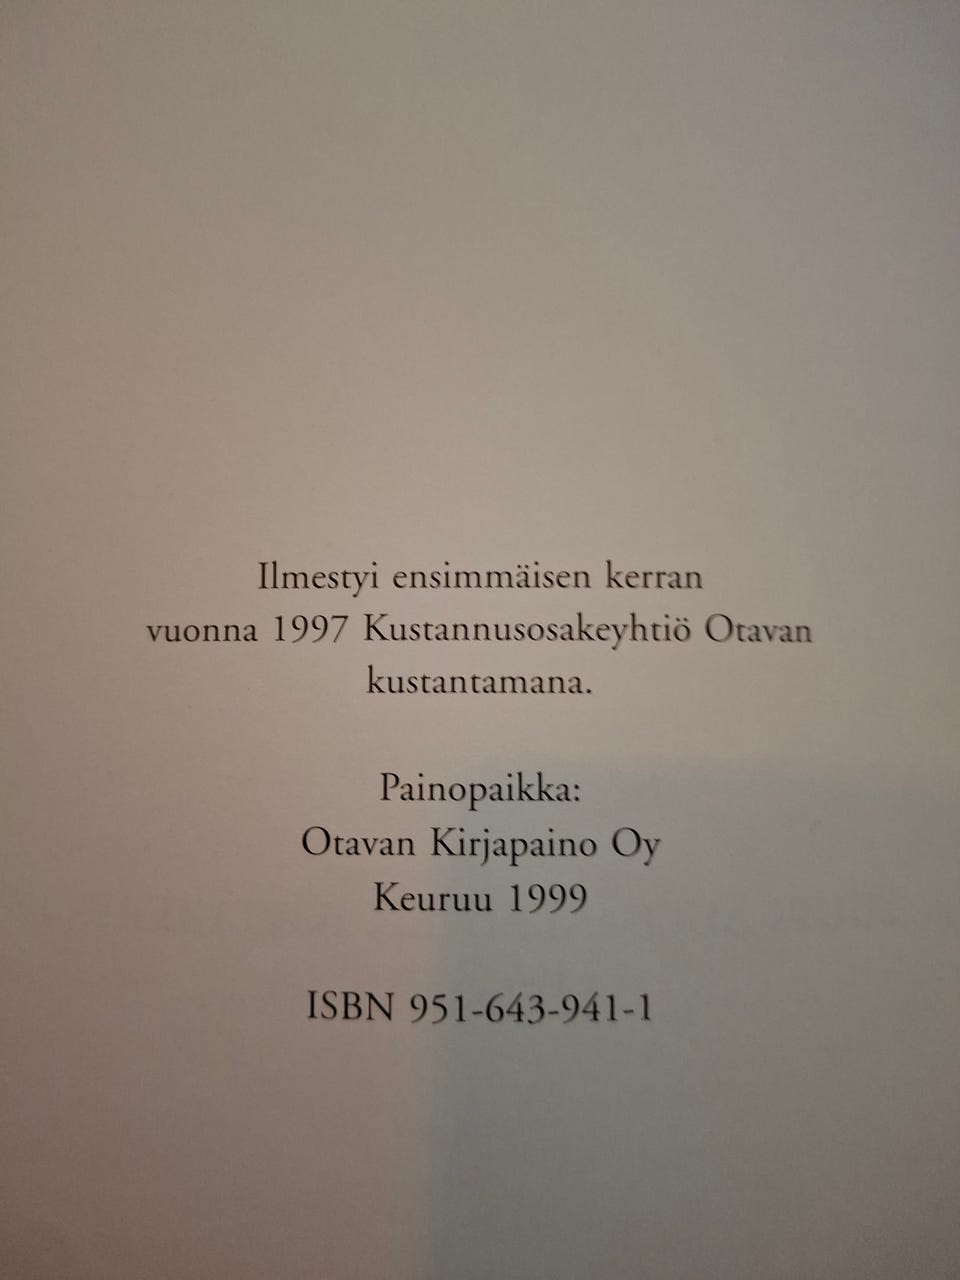 Ilmestyi ensimmäisen kerran
vuonna 1997 Kustannusosakeyhtiö Otavan
kustantamana.
Painopaikka:
Otavan Kirjapaino Oy
Keuruu 1999
ISBN 951-643-941-1